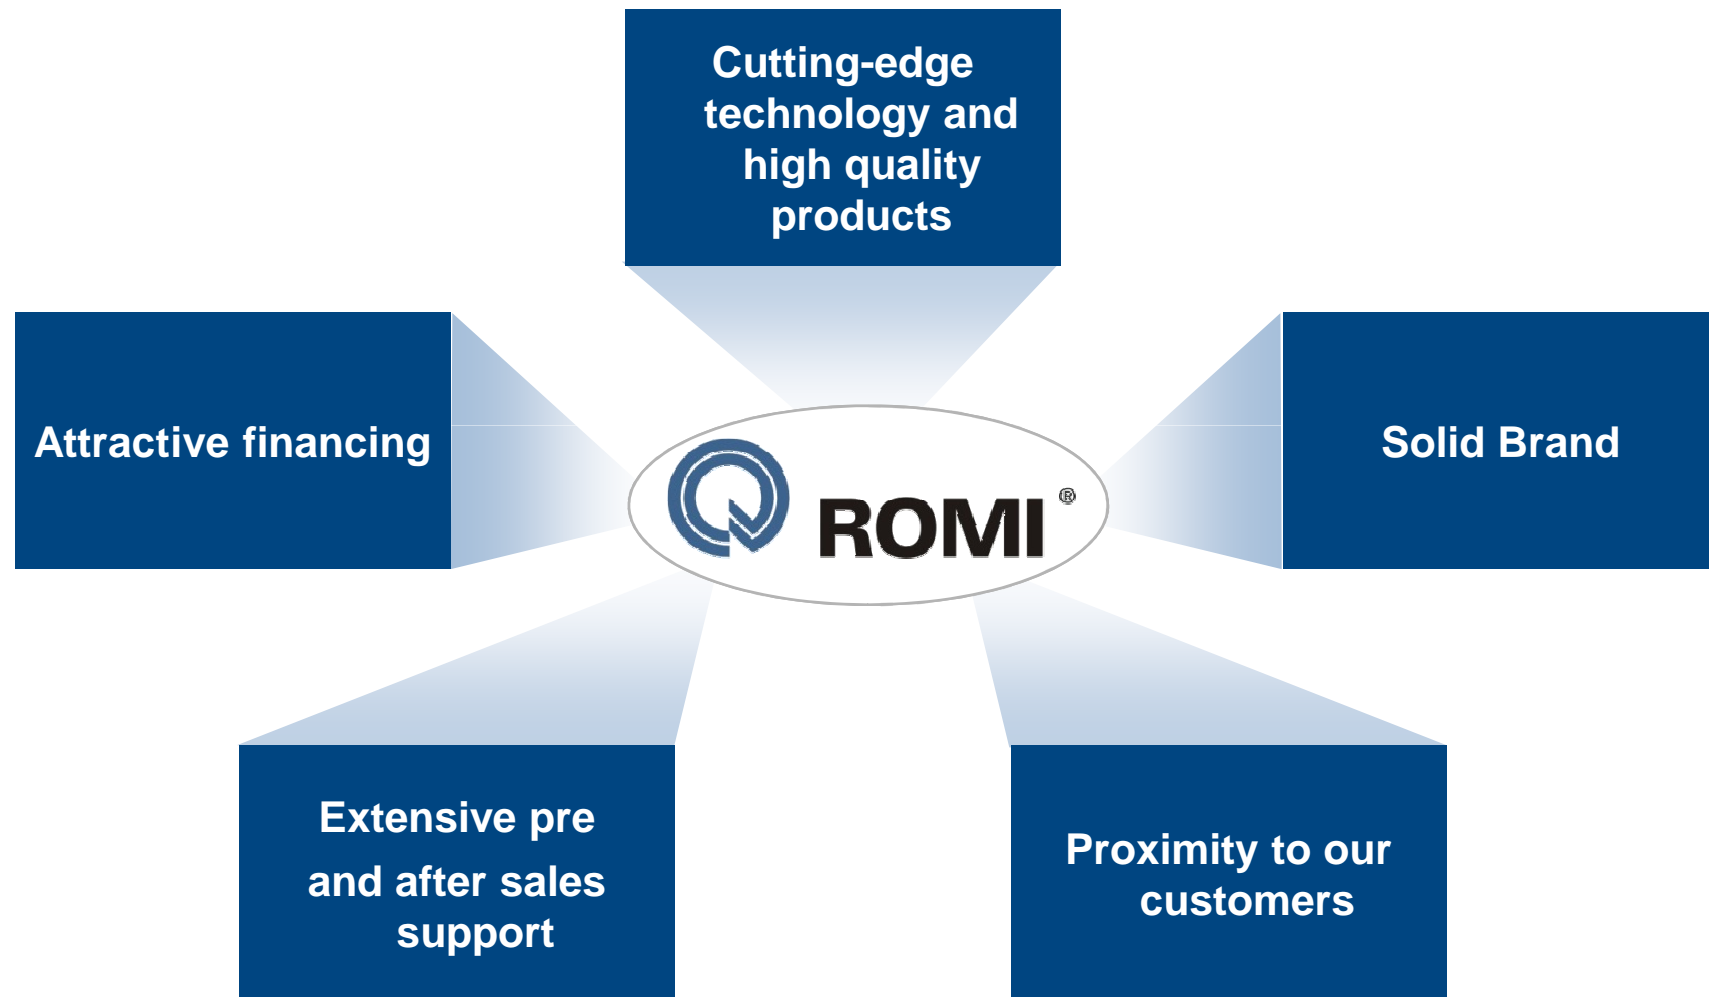 Cutting-edge
technology and
high quality
products
Attractive financing
ROMI ®
Solid Brand
Extensive pre
and after sales
support
Proximity to our
customers